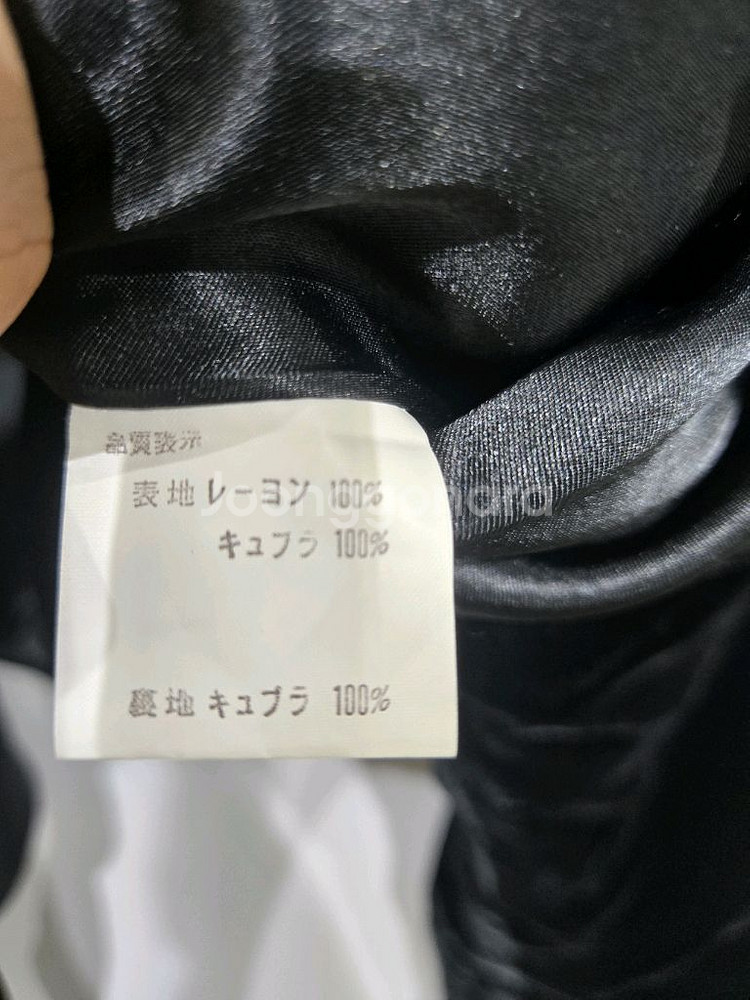 品質表示
表地 レーヨン 100%
キュプラ 100%
裏地 キュプラ 100%
Joonggonara